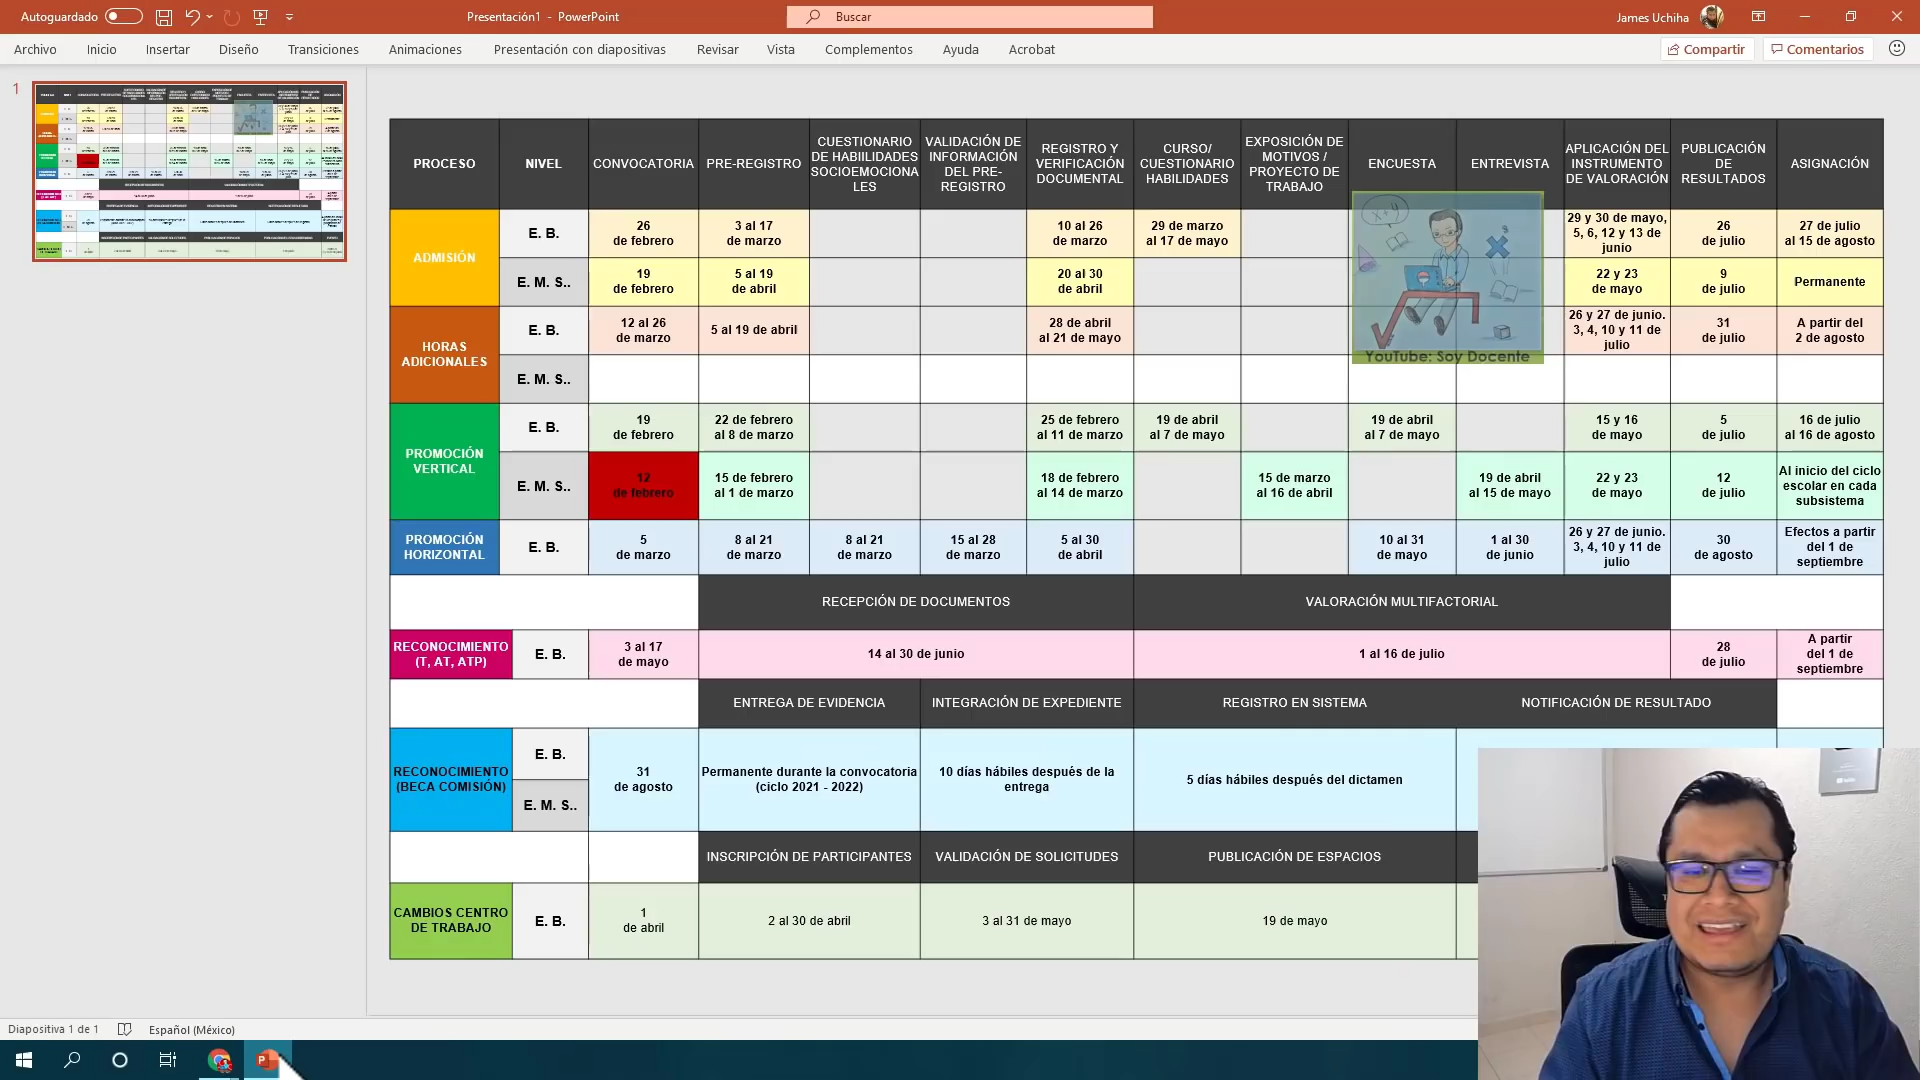 Autoguardado
Presentación1 - PowerPoint
Buscar
James Uchiha
Archivo Inicio Insertar Diseño Transiciones Animaciones Presentación con diapositivas Revisar Vista Complementos Ayuda Acrobat
Compartir Comentarios
1
PROCESO
NIVEL
CONVOCATORIA
PRE-REGISTRO
CUESTIONARIO
DE HABIILIDADES
SOCIOEMOCIONA
LES
VALIDACIÓN DE
INFORMACIÓN
DEL PRE-
REGISTRO
REGISTRO Y
VERIFICACIÓN
DOCUMENTAL
CURSO/
CUESTIONARIO
HABILIDADES
EXPOSICIÓN DE
MOTIVOS /
PROYECTO DE
TRABAJO
ENCUESTA
ENTREVISTA
APLICACIÓN DEL
INSTRUMENTO
DE VALORACIÓN
PUBLICACIÓN
DE
RESULTADOS
ASIGNACIÓN
ADMISIÓN
E. B.
26
de febrero
3 al 17
de marzo
10 al 26
de marzo
29 de marzo
al 17 de mayo
29 y 30 de mayo,
5, 6, 12 y 13 de
junio
26
de julio
27 de julio
al 15 de agosto
E. M. S..
19
de febrero
5 al 19
de abril
20 al 30
de abril
22 y 23
de mayo
9
de julio
Permanente
HORAS
ADICIONALES
E. B.
12 al 26
de marzo
5 al 19 de abril
28 de abril
al 21 de mayo
26 y 27 de junio.
3, 4, 10 y 11 de
julio
31
de julio
A partir del
2 de agosto
YouTube: Soy Docente
E. M. S..
PROMOCIÓN
VERTICAL
E. B.
19
de febrero
22 de febrero
al 8 de marzo
25 de febrero
al 11 de marzo
19 de abril
al 7 de mayo
19 de abril
al 7 de mayo
15 y 16
de mayo
5
de julio
16 de julio
al 16 de agosto
E. M. S..
12
de febrero
15 de febrero
al 1 de marzo
18 de febrero
al 14 de marzo
15 de marzo
al 16 de abril
19 de abril
al 15 de mayo
22 y 23
de mayo
12
de julio
Al inicio del ciclo
escolar en cada
subsistema
PROMOCIÓN
HORIZONTAL
E. B.
5
de marzo
8 al 21
de marzo
8 al 21
de marzo
15 al 28
de marzo
5 al 30
de abril
10 al 31
de mayo
1 al 30
de junio
26 y 27 de junio.
3, 4, 10 y 11 de
julio
30
de agosto
Efectos a partir
del 1 de
septiembre
RECEPCIÓN DE DOCUMENTOS
VALORACIÓN MULTIFACTORIAL
RECONOCIMIENTO
(T, AT, ATP)
E. B.
3 al 17
de mayo
14 al 30 de junio
1 al 16 de julio
28
de julio
A partir
del 1 de
septiembre
ENTREGA DE EVIDENCIA
INTEGRACIÓN DE EXPEDIENTE
REGISTRO EN SISTEMA
NOTIFICACIÓN DE RESULTADO
RECONOCIMIENTO
(BECA COMISIÓN)
E. B.
E. M. S..
31
de agosto
Permanente durante la convocatoria
(ciclo 2021 - 2022)
10 días hábiles después de la
entrega
5 días hábiles después del dictamen
INSCRIPCIÓN DE PARTICIPANTES
VALIDACIÓN DE SOLICITUDES
PUBLICACIÓN DE ESPACIOS
CAMBIOS CENTRO
DE TRABAJO
E. B.
1
de abril
2 al 30 de abril
3 al 31 de mayo
19 de mayo
Diapositiva 1 de 1
Español (México)